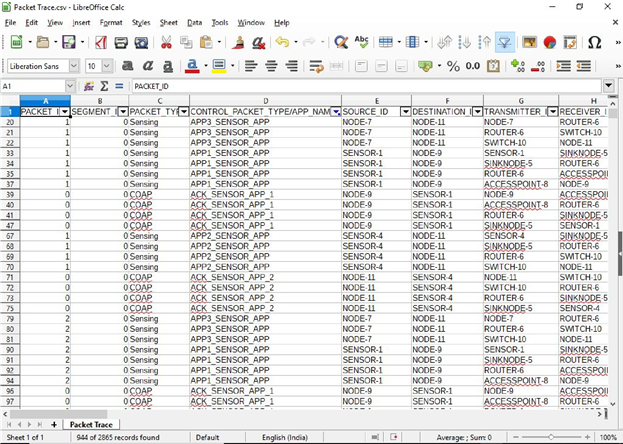 Packet Trace.csv - LibreOffice Calc
File Edit View Insert Format Styles Sheet Data Tools Window Help
Liberation Sans 10 a a a % 0.0
A1 PACKET_ID
A B C D E F G H
1 PACKET_I SEGMENT_I PACKET_TYP CONTROL_PACKET_TYPE/APP_NAM SOURCE_ID DESTINATION_I TRANSMITTER_I RECEIVER_I
20 1 0 Sensing APP3_SENSOR_APP NODE-7 NODE-11 NODE-7 ROUTER-6
21 1 0 Sensing APP3_SENSOR_APP NODE-7 NODE-11 ROUTER-6 SWITCH-10
22 1 0 Sensing APP3_SENSOR_APP NODE-7 NODE-11 SWITCH-10 NODE-11
33 1 0 Sensing APP1_SENSOR_APP SENSOR-1 NODE-9 SENSOR-1 SINKNODE-5
34 1 0 Sensing APP1_SENSOR_APP SENSOR-1 NODE-9 SINKNODE-5 ROUTER-6
35 1 0 Sensing APP1_SENSOR_APP SENSOR-1 NODE-9 ROUTER-6 ACCESSPOI
37 1 0 Sensing APP1_SENSOR_APP SENSOR-1 NODE-9 ACCESSPOINT-8 NODE-9
39 0 0 COAP ACK_SENSOR_APP_1 NODE-9 SENSOR-1 NODE-9 ACCESSPOI
40 0 0 COAP ACK_SENSOR_APP_1 NODE-9 SENSOR-1 ACCESSPOINT-8 ROUTER-6
41 0 0 COAP ACK_SENSOR_APP_1 NODE-9 SENSOR-1 ROUTER-6 SINKNODE-5
47 0 0 COAP ACK_SENSOR_APP_1 NODE-9 SENSOR-1 SINKNODE-5 SENSOR-1
67 1 0 Sensing APP2_SENSOR_APP SENSOR-4 NODE-11 SENSOR-4 SINKNODE-5
68 1 0 Sensing APP2_SENSOR_APP SENSOR-4 NODE-11 SINKNODE-5 ROUTER-6
69 1 0 Sensing APP2_SENSOR_APP SENSOR-4 NODE-11 ROUTER-6 SWITCH-10
70 1 0 Sensing APP2_SENSOR_APP SENSOR-4 NODE-11 SWITCH-10 NODE-11
71 0 0 COAP ACK_SENSOR_APP_2 NODE-11 SENSOR-4 NODE-11 SWITCH-10
72 0 0 COAP ACK_SENSOR_APP_2 NODE-11 SENSOR-4 SWITCH-10 ROUTER-6
73 0 0 COAP ACK_SENSOR_APP_2 NODE-11 SENSOR-4 ROUTER-6 SINKNODE-5
75 0 0 COAP ACK_SENSOR_APP_2 NODE-11 SENSOR-4 SINKNODE-5 SENSOR-4
79 2 0 Sensing APP3_SENSOR_APP NODE-7 NODE-11 NODE-7 ROUTER-6
80 2 0 Sensing APP3_SENSOR_APP NODE-7 NODE-11 ROUTER-6 SWITCH-10
81 2 0 Sensing APP3_SENSOR_APP NODE-7 NODE-11 SWITCH-10 NODE-11
90 2 0 Sensing APP1_SENSOR_APP SENSOR-1 NODE-9 SENSOR-1 SINKNODE-5
91 2 0 Sensing APP1_SENSOR_APP SENSOR-1 NODE-9 SINKNODE-5 ROUTER-6
92 2 0 Sensing APP1_SENSOR_APP SENSOR-1 NODE-9 ROUTER-6 ACCESSPOI
94 2 0 Sensing APP1_SENSOR_APP SENSOR-1 NODE-9 ACCESSPOINT-8 NODE-9
96 0 0 COAP ACK_SENSOR_APP_1 NODE-9 SENSOR-1 NODE-9 ACCESSPOI
97 0 0 COAP ACK_SENSOR_APP_1 NODE-9 SENSOR-1 ACCESSPOINT-8 ROUTER-6
Packet Trace
Sheet 1 of 1 944 of 2865 records found Default English (India) Average: ; Sum: 0 100%